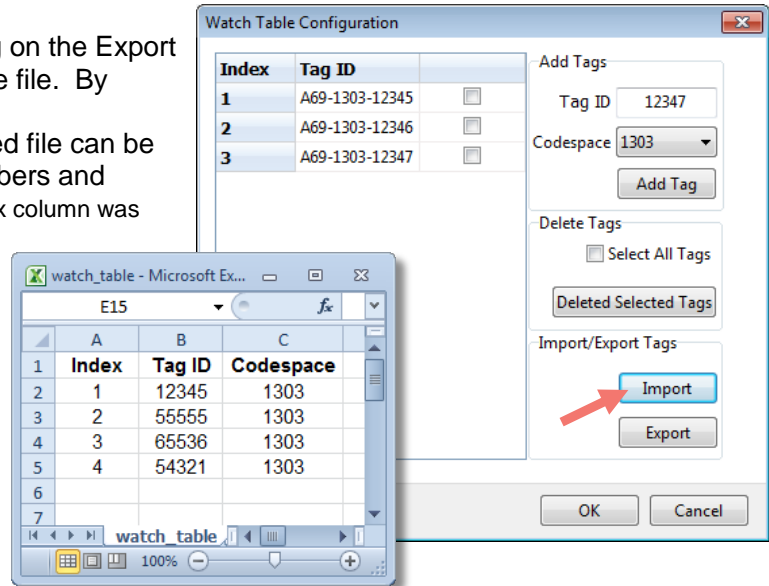 g on the Export
e file. By
ed file can be
bers and
x column was
Watch Table Configuration
Index Tag ID
1 A69-1303-12345
2 A69-1303-12346
3 A69-1303-12347
Add Tags
Tag ID 12347
Codespace 1303
Add Tag
Delete Tags
Select All Tags
Deleted Selected Tags
Import/Export Tags
Import
Export
OK Cancel
watch_table - Microsoft Ex...
E15 fx
A B C
1 Index Tag ID Codespace
2 1 12345 1303
3 2 55555 1303
4 3 65536 1303
5 4 54321 1303
6
7
watch_table
100%